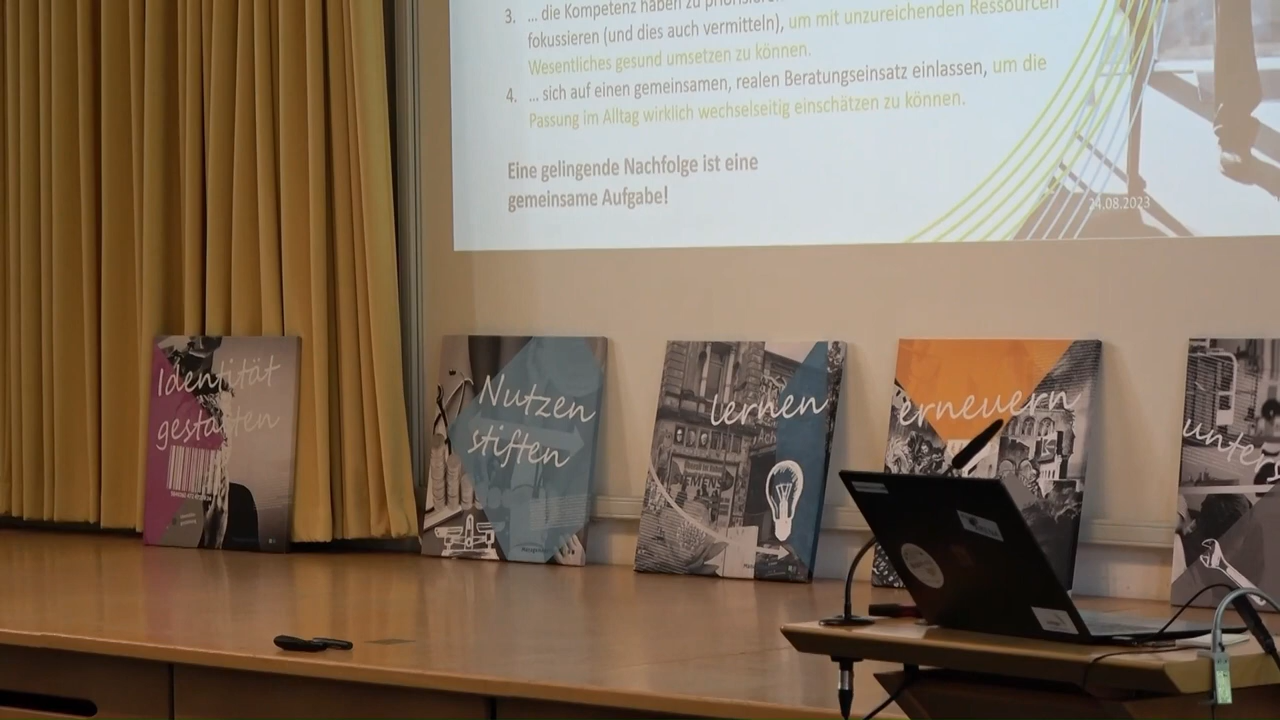 3. ... die Kompetenz haben zu
fokussieren (und dies auch vermitteln), um mit unzureichenden Ressourcen
Wesentliches gesund umsetzen zu können.
4. ... sich auf einen gemeinsamen, realen Beratungseinsatz einlassen, um die
Passung im Alltag wirklich wechselseitig einschätzen zu können.
Eine gelingende Nachfolge ist eine
gemeinsame Aufgabe!
24.08.2023
Identität
gestalten
Nutzen
stiften
lernen
erneuern
unter